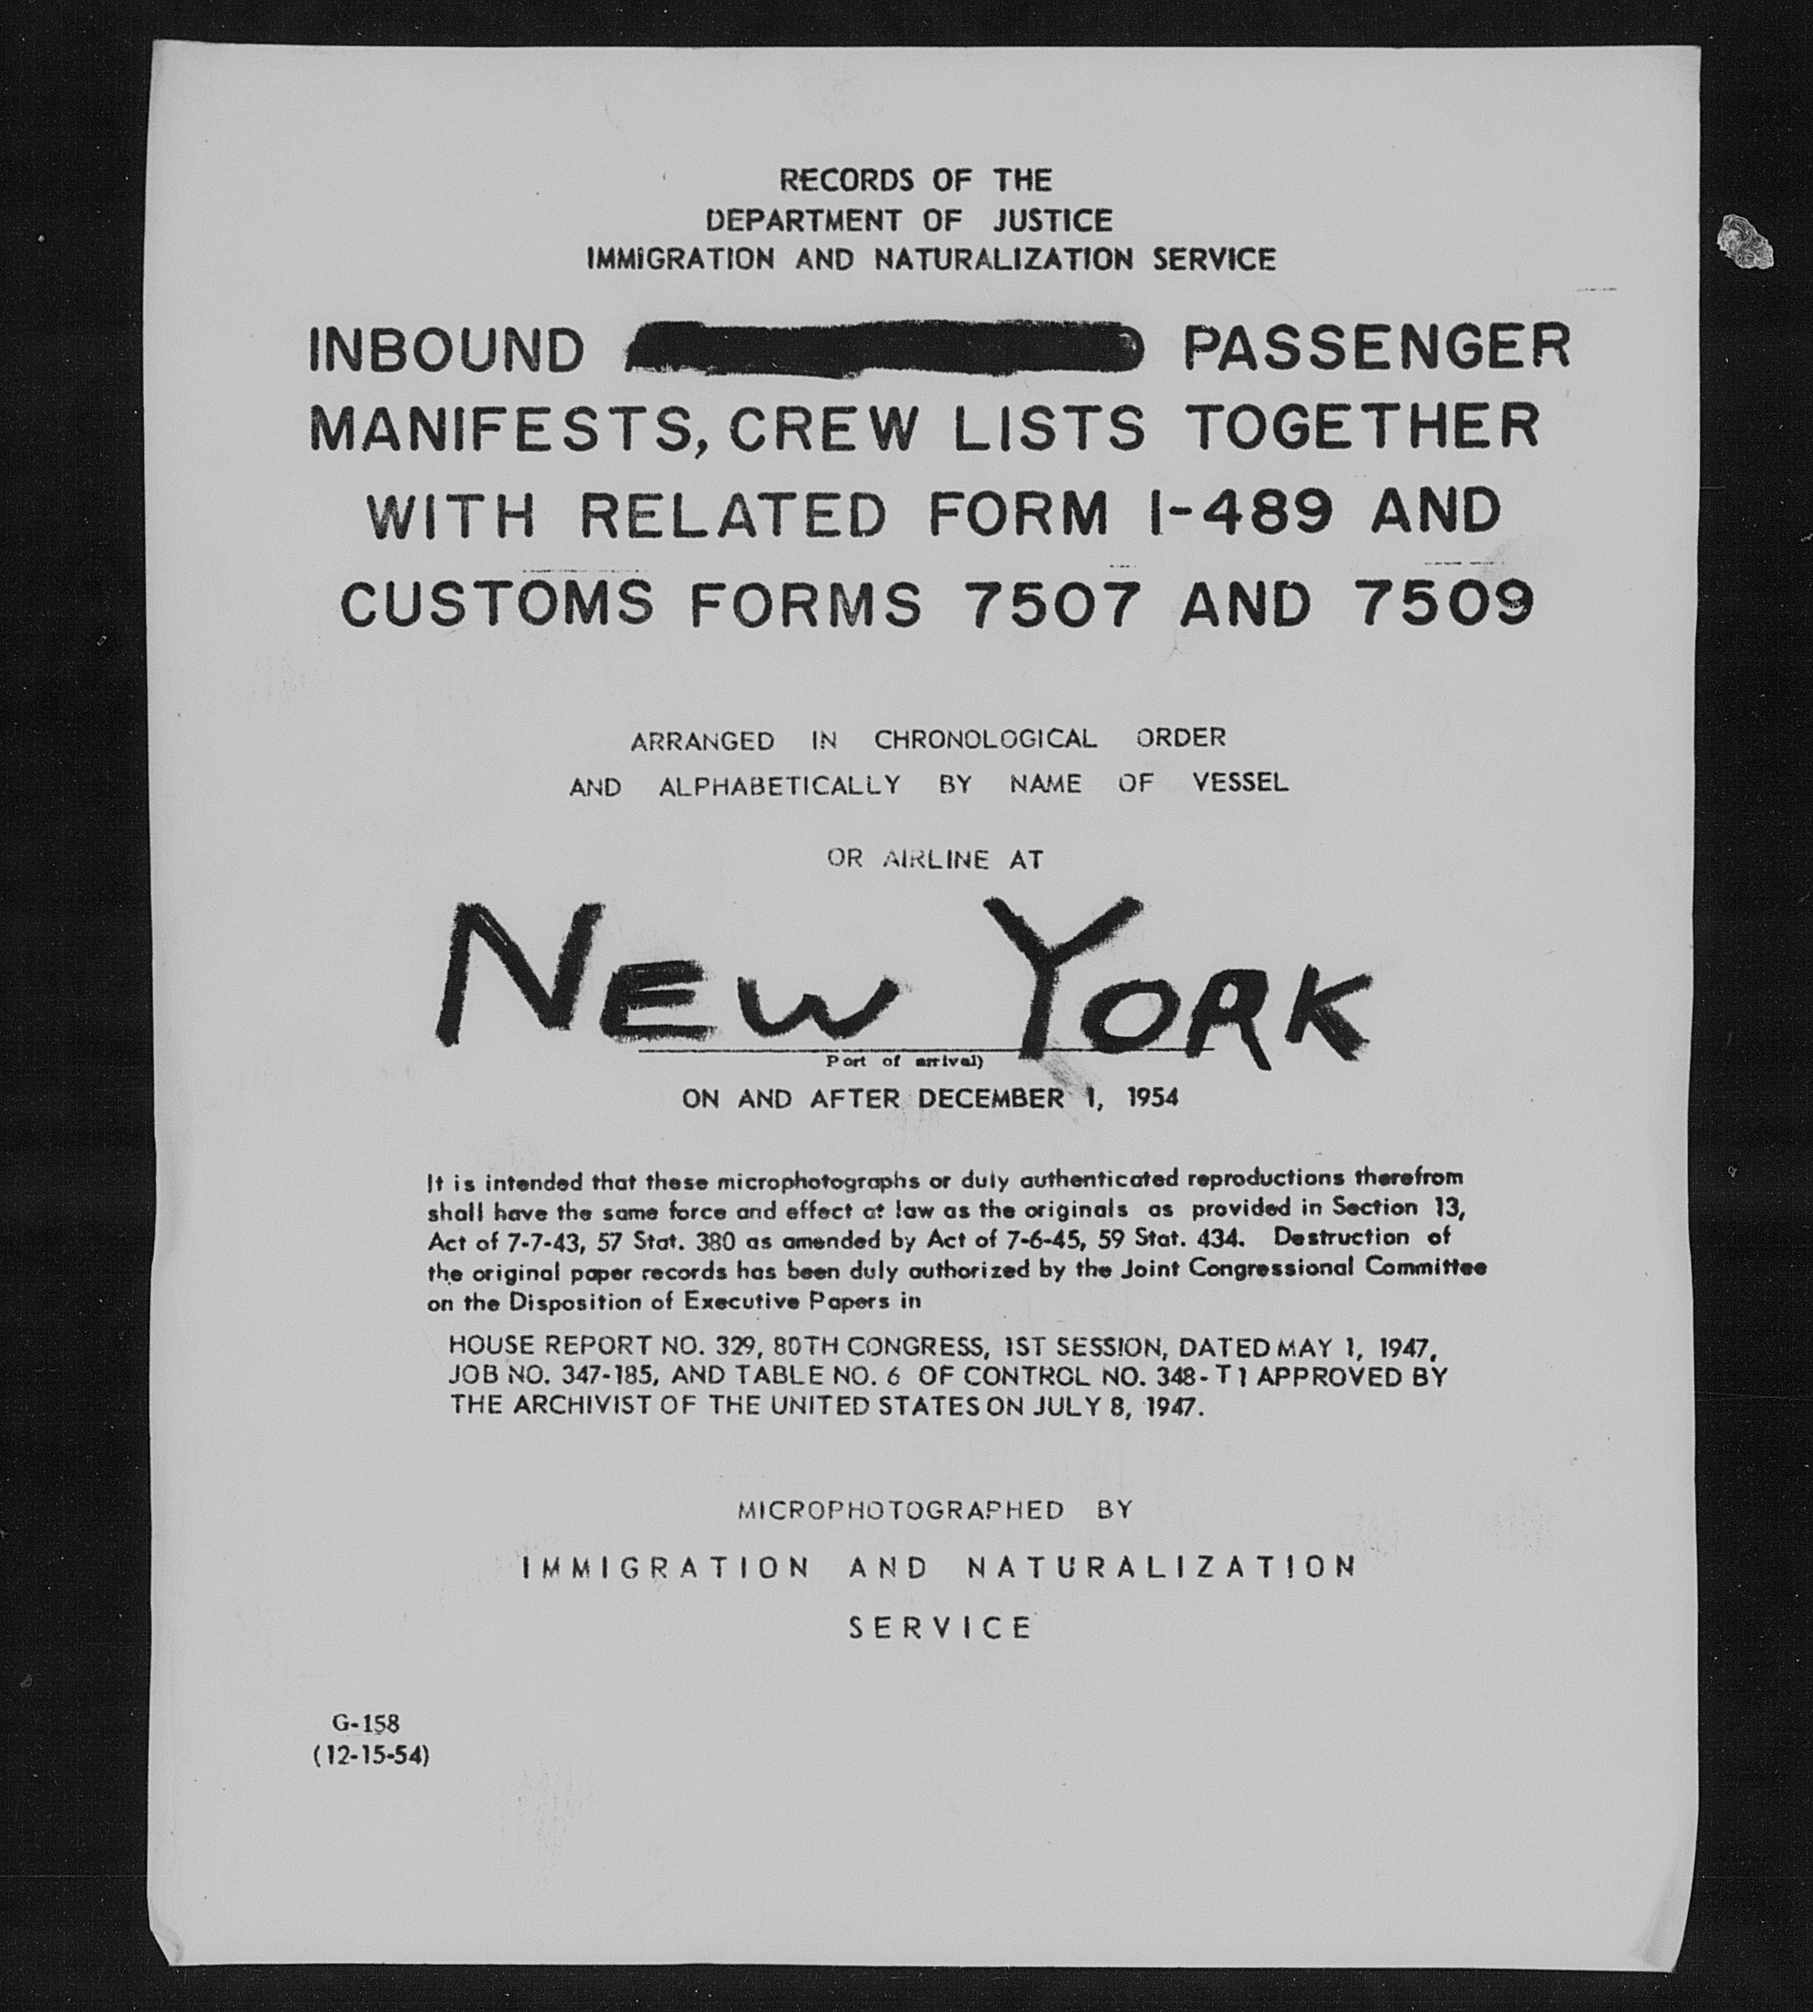 RECORDS OF THE
DEPARTMENT OF JUSTICE
IMMIGRATION AND NATURALIZATION SERVICE
INBOUND PASSENGER
MANIFESTS, CREW LISTS TOGETHER
WITH RELATED FORM I-489 AND
CUSTOMS FORMS 7507 AND 7509
ARRANGED IN CHRONOLOGICAL ORDER
AND ALPHABETICALLY BY NAME OF VESSEL
OR AIRLINE AT
NEW YORK
Port of arrival)
ON AND AFTER DECEMBER 1, 1954
It is intended that these microphotographs or duly authenticated reproductions therefrom
shall have the same force and effect at law as the originals as provided in Section 13,
Act of 7-7-43, 57 Stat. 380 as amended by Act of 7-6-45, 59 Stat. 434. Destruction of
the original paper records has been duly authorized by the Joint Congressional Committee
on the Disposition of Executive Papers in
HOUSE REPORT NO. 329, 80TH CONGRESS, 1ST SESSION, DATED MAY 1, 1947,
JOB NO. 347-185, AND TABLE NO. 6 OF CONTROL NO. 348-T1 APPROVED BY
THE ARCHIVIST OF THE UNITED STATES ON JULY 8, 1947.
MICROPHOTOGRAPHED BY
IMMIGRATION AND NATURALIZATION
SERVICE
G-158
(12-15-54)